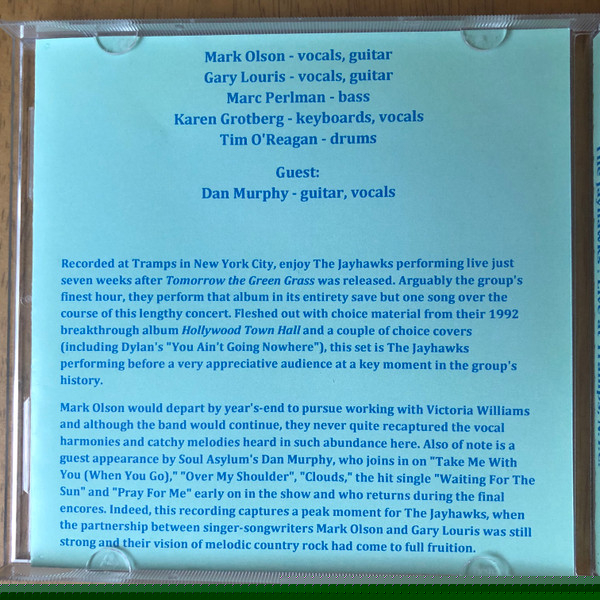 Mark Olson - vocals, guitar
Gary Louris - vocals, guitar
Marc Perlman - bass
Karen Grotberg - keyboards, vocals
Tim O'Reagan - drums
Guest:
Dan Murphy - guitar, vocals
Recorded at Tramps in New York City, enjoy The Jayhawks performing live just
seven weeks after Tomorrow the Green Grass was released. Arguably the group's
finest hour, they perform that album in its entirety save but one song over the
course of this lengthy concert. Fleshed out with choice material from their 1992
breakthrough album Hollywood Town Hall and a couple of choice covers
(including Dylan's "You Ain't Going Nowhere"), this set is The Jayhawks
performing before a very appreciative audience at a key moment in the group's
history.
Mark Olson would depart by year's-end to pursue working with Victoria Williams
and although the band would continue, they never quite recaptured the vocal
harmonies and catchy melodies heard in such abundance here. Also of note is a
guest appearance by Soul Asylum's Dan Murphy, who joins in on "Take Me With
You (When You Go)," "Over My Shoulder", "Clouds," the hit single "Waiting For The
Sun" and "Pray For Me" early on in the show and who returns during the final
encores. Indeed, this recording captures a peak moment for The Jayhawks, when
the partnership between singer-songwriters Mark Olson and Gary Louris was still
strong and their vision of melodic country rock had come to full fruition.